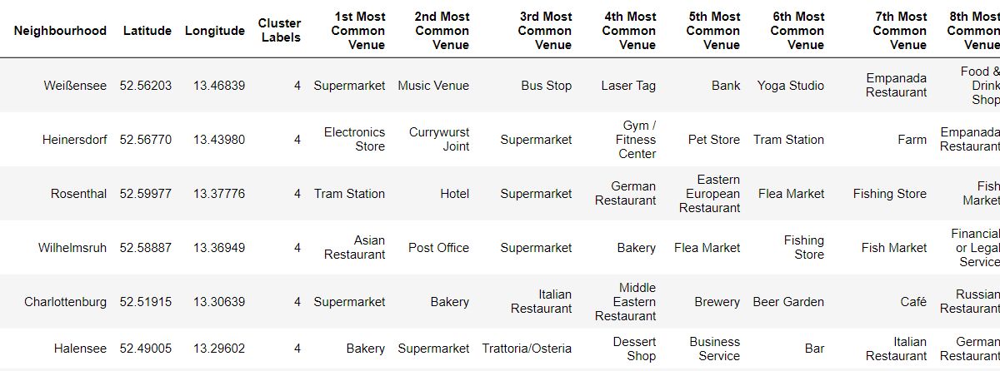 Neighbourhood Latitude Longitude Cluster Labels 1st Most Common Venue 2nd Most Common Venue 3rd Most Common Venue 4th Most Common Venue 5th Most Common Venue 6th Most Common Venue 7th Most Common Venue 8th Most Common Venue
Weißensee 52.56203 13.46839 4 Supermarket Music Venue Bus Stop Laser Tag Bank Yoga Studio Empanada Restaurant Food & Drink Shop
Heinersdorf 52.56770 13.43980 4 Electronics Store Currywurst Joint Supermarket Gym / Fitness Center Pet Store Tram Station Farm Empanada Restaurant
Rosenthal 52.59977 13.37776 4 Tram Station Hotel Supermarket German Restaurant Eastern European Restaurant Flea Market Fishing Store Fish Market
Wilhelmsruh 52.58887 13.36949 4 Asian Restaurant Post Office Supermarket Bakery Flea Market Fishing Store Fish Market Financial or Legal Service
Charlottenburg 52.51915 13.30639 4 Supermarket Bakery Italian Restaurant Middle Eastern Restaurant Brewery Beer Garden Café Russian Restaurant
Halensee 52.49005 13.29602 4 Bakery Supermarket Trattoria/Osteria Dessert Shop Business Service Bar Italian Restaurant German Restaurant